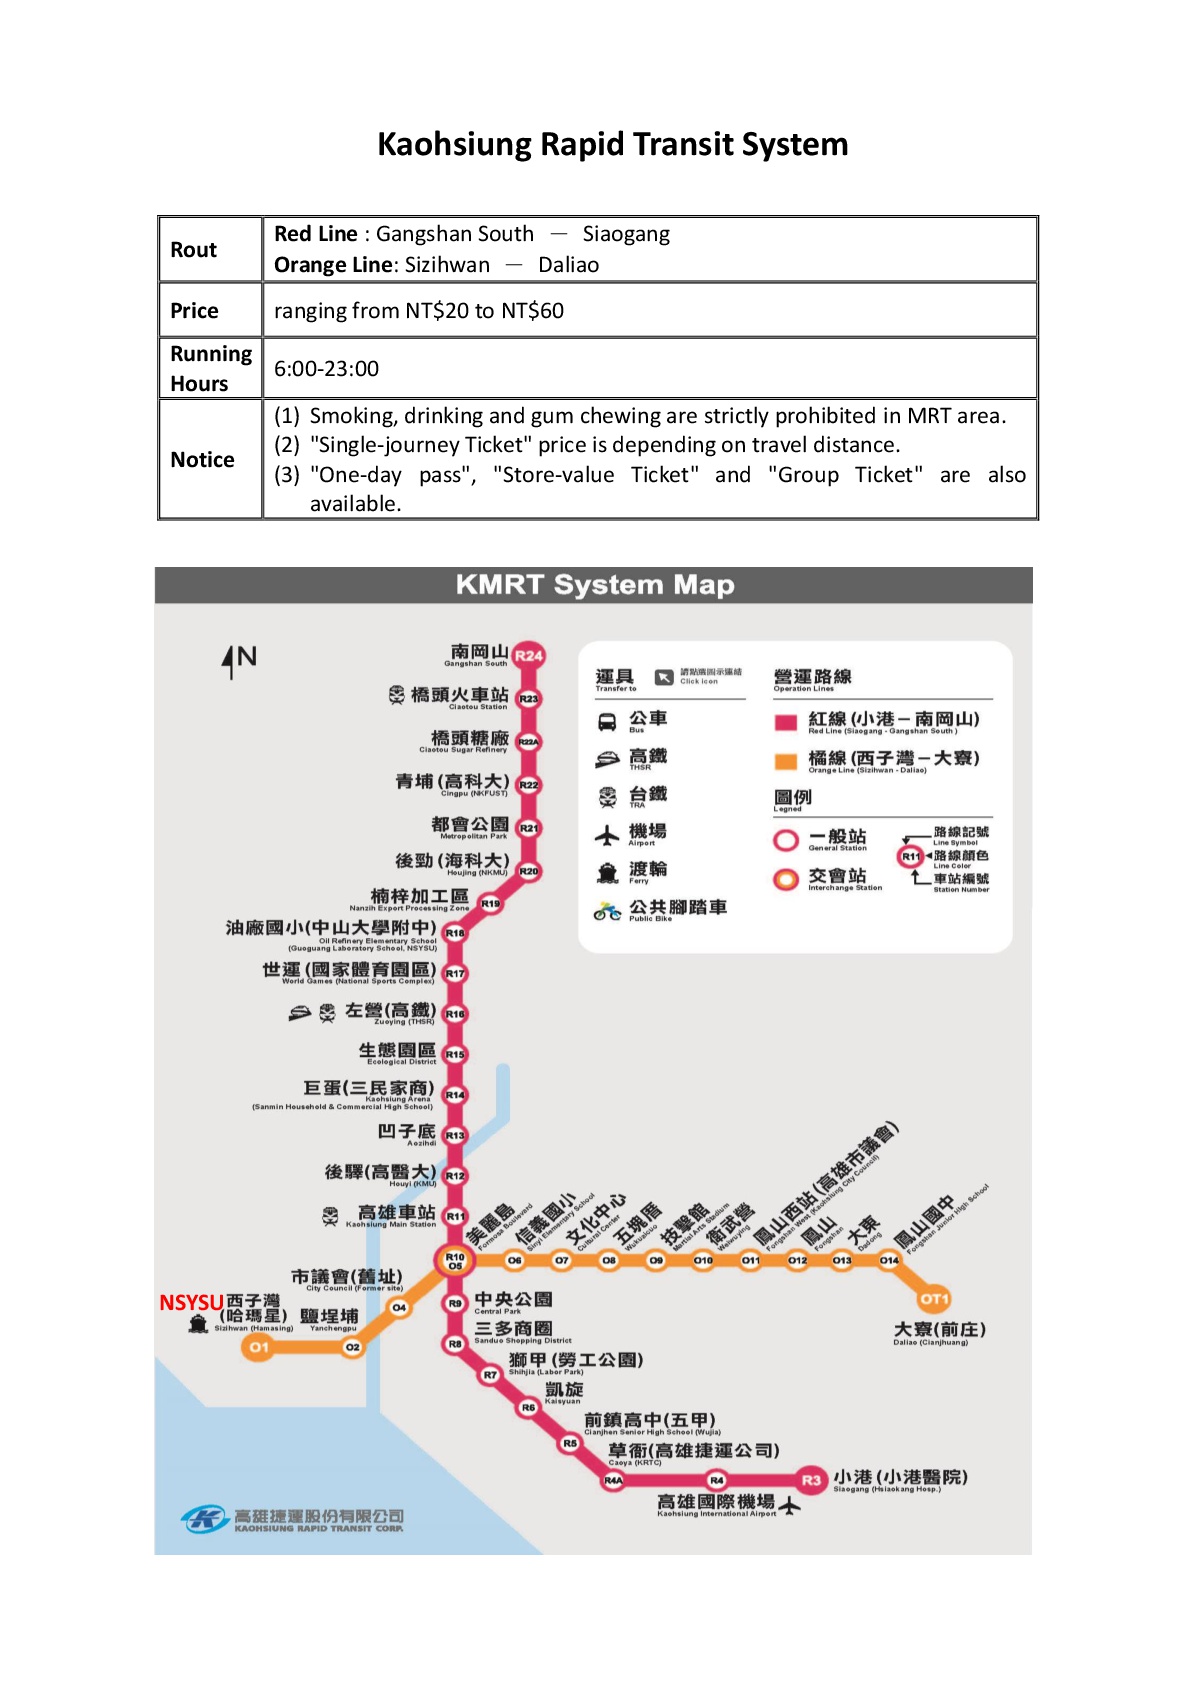 Kaohsiung Rapid Transit System
Rout
Red Line : Gangshan South — Siaogang
Orange Line: Sizihwan — Daliao
Price
ranging from NT$20 to NT$60
Running
Hours
6:00-23:00
Notice
(1) Smoking, drinking and gum chewing are strictly prohibited in MRT area.
(2) "Single-journey Ticket" price is depending on travel distance.
(3) "One-day pass", "Store-value Ticket" and "Group Ticket" are also
available.
KMRT System Map
N
南岡山
Gangshan South
R24
橋頭火車站
Ciaotou Station
R23
橋頭糖廠
Ciaotou Sugar Refinery
R22A
青埔(高科大)
Cingpu (NKFUST)
R22
都會公園
Metropolitan Park
R21
後勁(海科大)
Houjing (NKMU)
R20
楠梓加工區
Nanzih Export Processing Zone
R19
油廠國小(中山大學附中)
Oil Refinery Elementary School
(Guoguang Laboratory School, NSYSU)
R18
世運(國家體育園區)
World Games (National Sports Complex)
R17
左營(高鐵)
Zuoying (THSR)
R16
生態園區
Ecological District
R15
巨蛋(三民家商)
Kaohsiung Arena
(Sanmin Household & Commercial High School)
R14
凹子底
Aozihdi
R13
後驛(高醫大)
Houyi (KMU)
R12
高雄車站
Kaohsiung Main Station
R11
運具
Transfer to
請點選圖示連結
Click icon
公車
Bus
高鐵
THSR
台鐵
TRA
機場
Airport
渡輪
Ferry
公共腳踏車
Public Bike
營運路線
Operation Lines
紅線(小港－南岡山)
Red Line (Siaogang - Gangshan South )
橘線(西子灣－大寮)
Orange Line (Sizihwan - Daliao)
圖例
Legned
一般站
General Station
交會站
Interchange Station
R11
路線記號
Line Symbol
路線顏色
Line Color
車站編號
Station Number
美麗島
Formosa Boulevard
R10
O5
信義國小
Sinyi Elementary School
O6
文化中心
Cultural Center
O7
五塊厝
Wukuaicuo
O8
技擊館
Martial Arts Stadium
O9
衛武營
Weiwuying
O10
鳳山西站(高雄市議會)
Fongshan West (Kaohsiung City Council)
O11
鳳山
Fongshan
O12
大東
Dadong
O13
鳳山國中
Fongshan Junior High School
O14
OT1
大寮(前庄)
Daliao (Cianjhuang)
市議會(舊址)
City Council (Former site)
O4
NSYSU
西子灣
(哈瑪星)
Sizihwan (Hamasing)
O1
鹽埕埔
Yanchengpu
O2
R9
中央公園
Central Park
R8
三多商圈
Sanduo Shopping District
R7
獅甲(勞工公園)
Shihjia (Labor Park)
R6
凱旋
Kaisyuan
R5
前鎮高中(五甲)
Cianjhen Senior High School (Wujia)
草衙(高雄捷運公司)
Caoya (KRTC)
R4A
R4
高雄國際機場
Kaohsiung International Airport
R3
小港(小港醫院)
Siaogang (Hsiaokang Hosp.)
高雄捷運股份有限公司
KAOHSIUNG RAPID TRANSIT CORP.